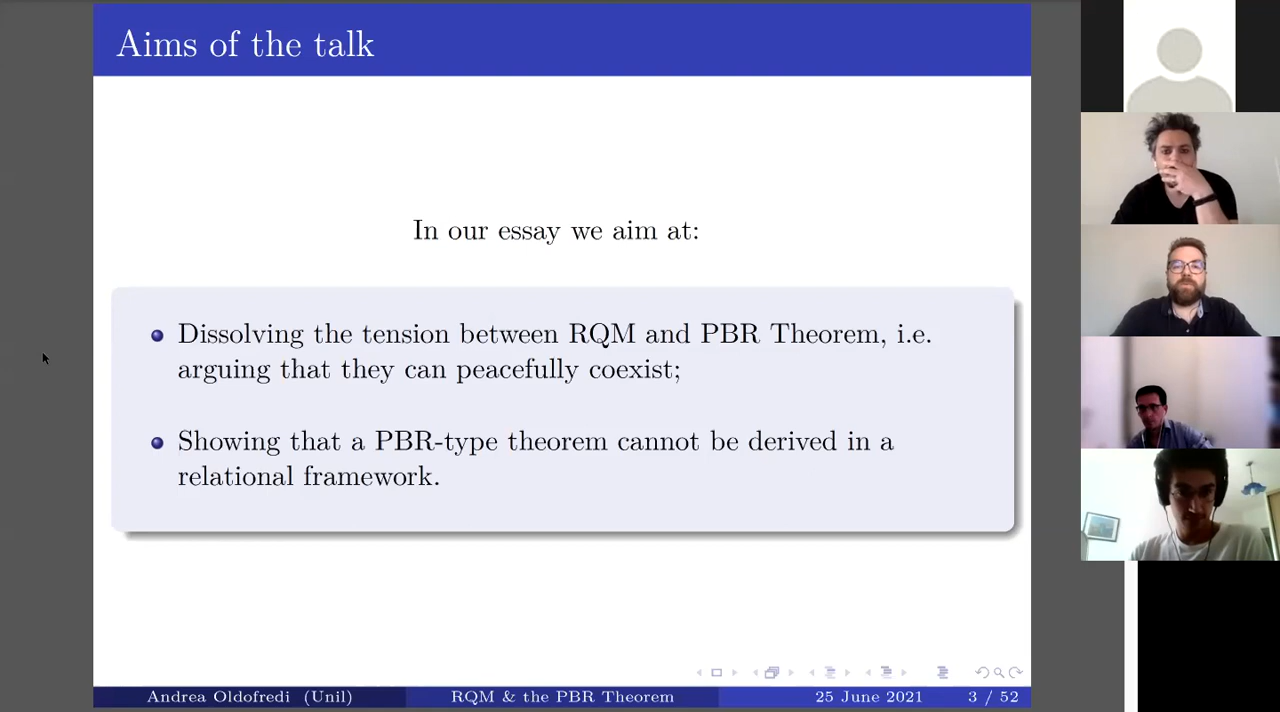 Aims of the talk
In our essay we aim at:
Dissolving the tension between RQM and PBR Theorem, i.e.
arguing that they can peacefully coexist;
Showing that a PBR-type theorem cannot be derived in a
relational framework.
Andrea Oldofredi (Unil) RQM & the PBR Theorem 25 June 2021 3 / 52